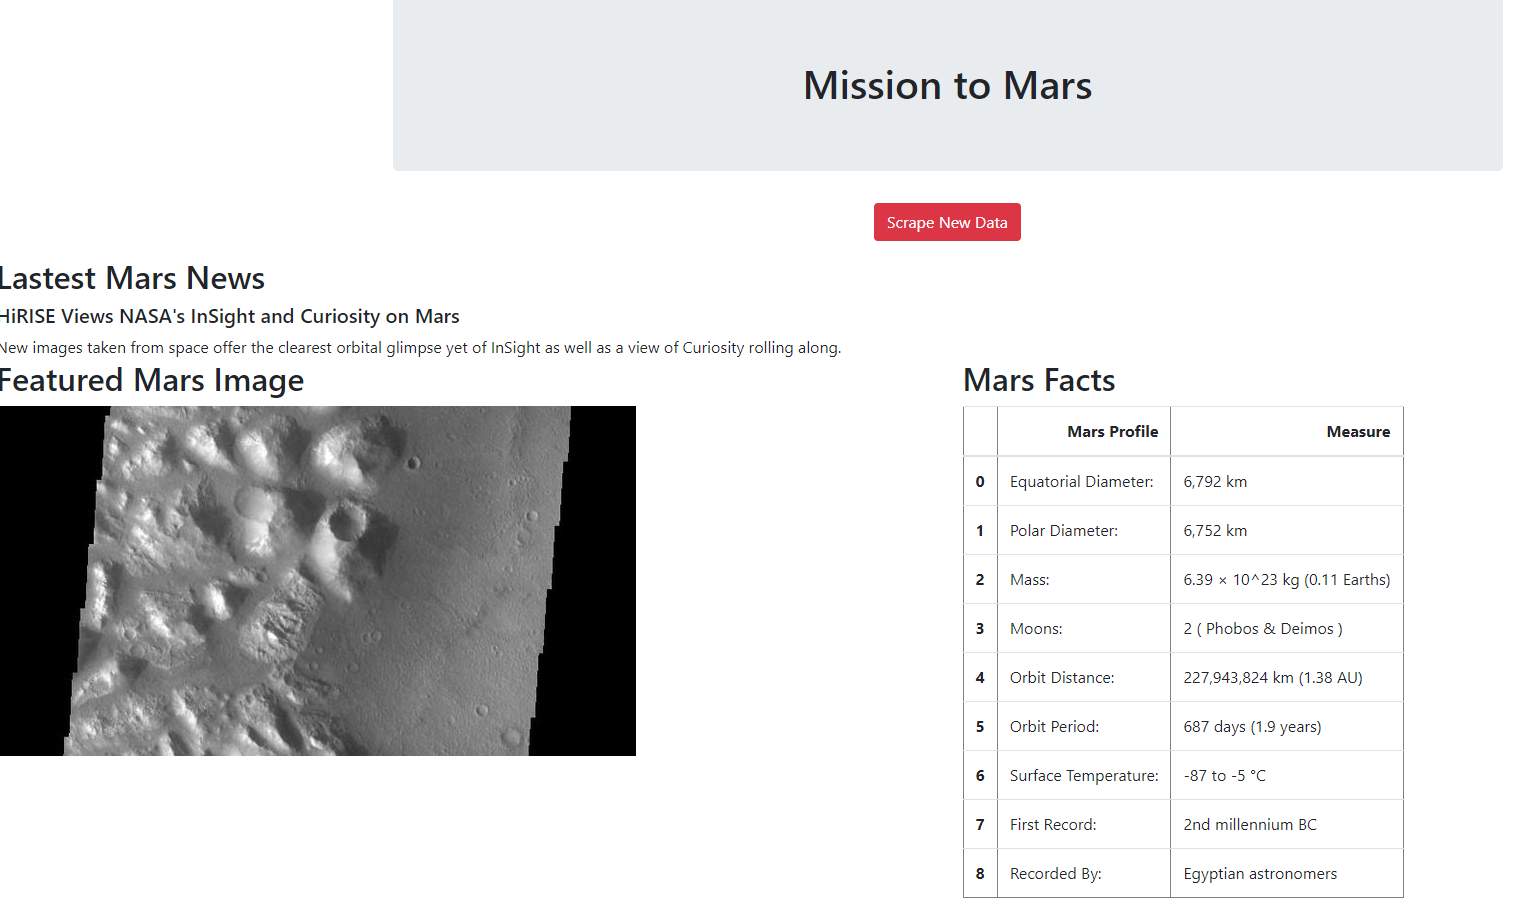 Mission to Mars
Scrape New Data
Lastest Mars News
HiRISE Views NASA's InSight and Curiosity on Mars
New images taken from space offer the clearest orbital glimpse yet of InSight as well as a view of Curiosity rolling along.
Featured Mars Image
Mars Facts
Mars Profile Measure
0 Equatorial Diameter: 6,792 km
1 Polar Diameter: 6,752 km
2 Mass: 6.39 × 10^23 kg (0.11 Earths)
3 Moons: 2 ( Phobos & Deimos )
4 Orbit Distance: 227,943,824 km (1.38 AU)
5 Orbit Period: 687 days (1.9 years)
6 Surface Temperature: -87 to -5 °C
7 First Record: 2nd millennium BC
8 Recorded By: Egyptian astronomers